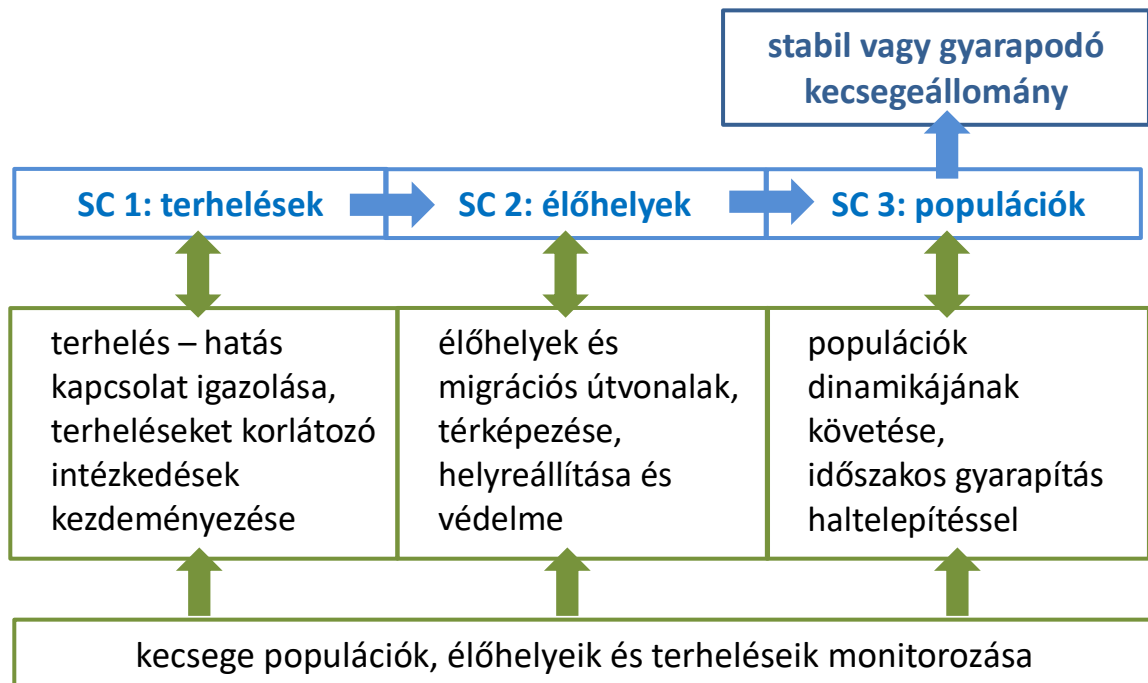 stabil vagy gyarapodó
kecsegeállomány
SC 1: terhelések
SC 2: élőhelyek
SC 3: populációk
terhelés – hatás
kapcsolat igazolása,
terheléseket korlátozó
intézkedések
kezdeményezése
élőhelyek és
migrációs útvonalak,
térképezése,
helyreállítása és
védelme
populációk
dinamikájának
követése,
időszakos gyarapítás
haltelepítéssel
kecsege populációk, élőhelyeik és terheléseik monitorozása